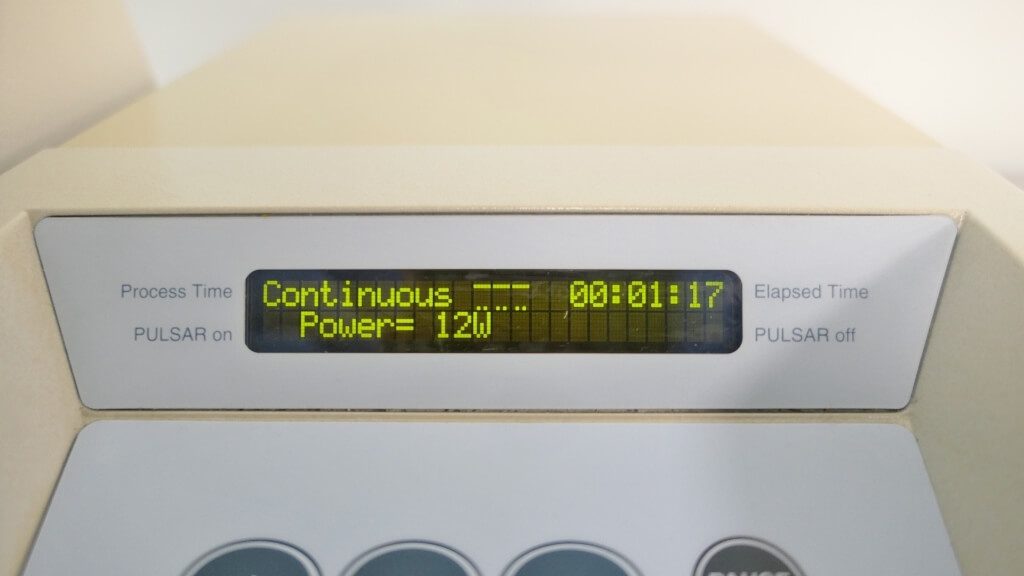 Process Time
Continuous 00:01:17
Elapsed Time
PULSAR on
Power= 12W
PULSAR off